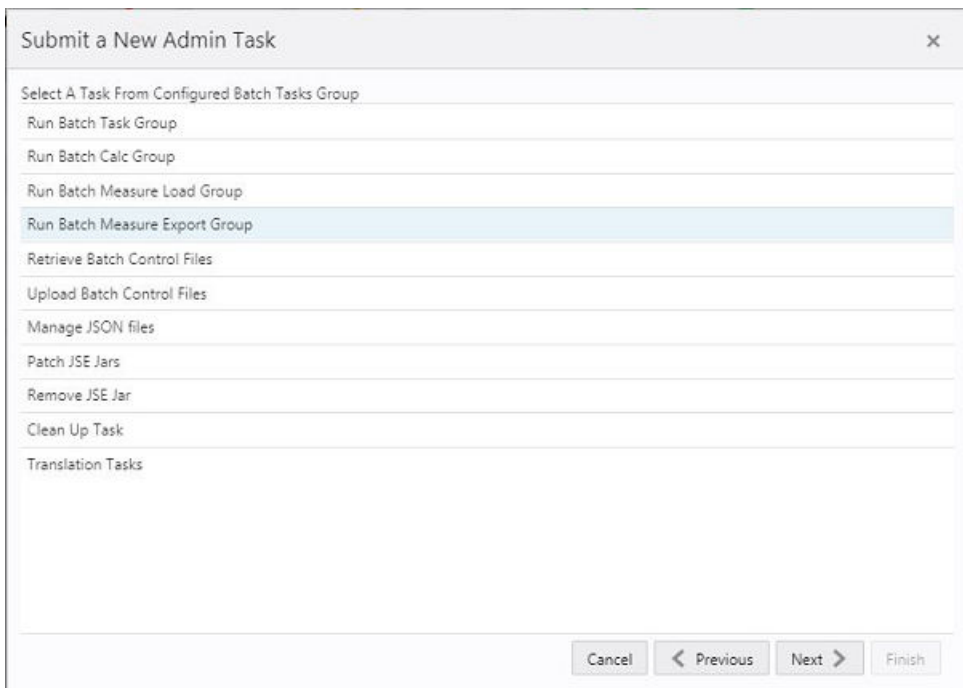 Submit a New Admin Task
Select A Task From Configured Batch Tasks Group
Run Batch Task Group
Run Batch Calc Group
Run Batch Measure Load Group
Run Batch Measure Export Group
Retrieve Batch Control Files
Upload Batch Control Files
Manage JSON files
Patch JSE Jars
Remove JSE Jar
Clean Up Task
Translation Tasks
Cancel Previous Next Finish